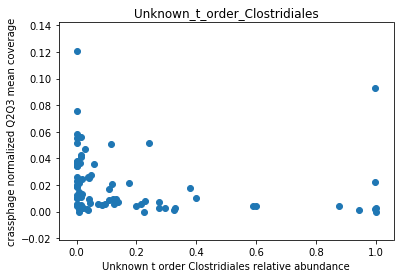 Unknown_t_order_Clostridiales
crassphage normalized Q2Q3 mean coverage
0.14
0.12
0.10
0.08
0.06
0.04
0.02
0.00
−0.02
0.0 0.2 0.4 0.6 0.8 1.0
Unknown t order Clostridiales relative abundance